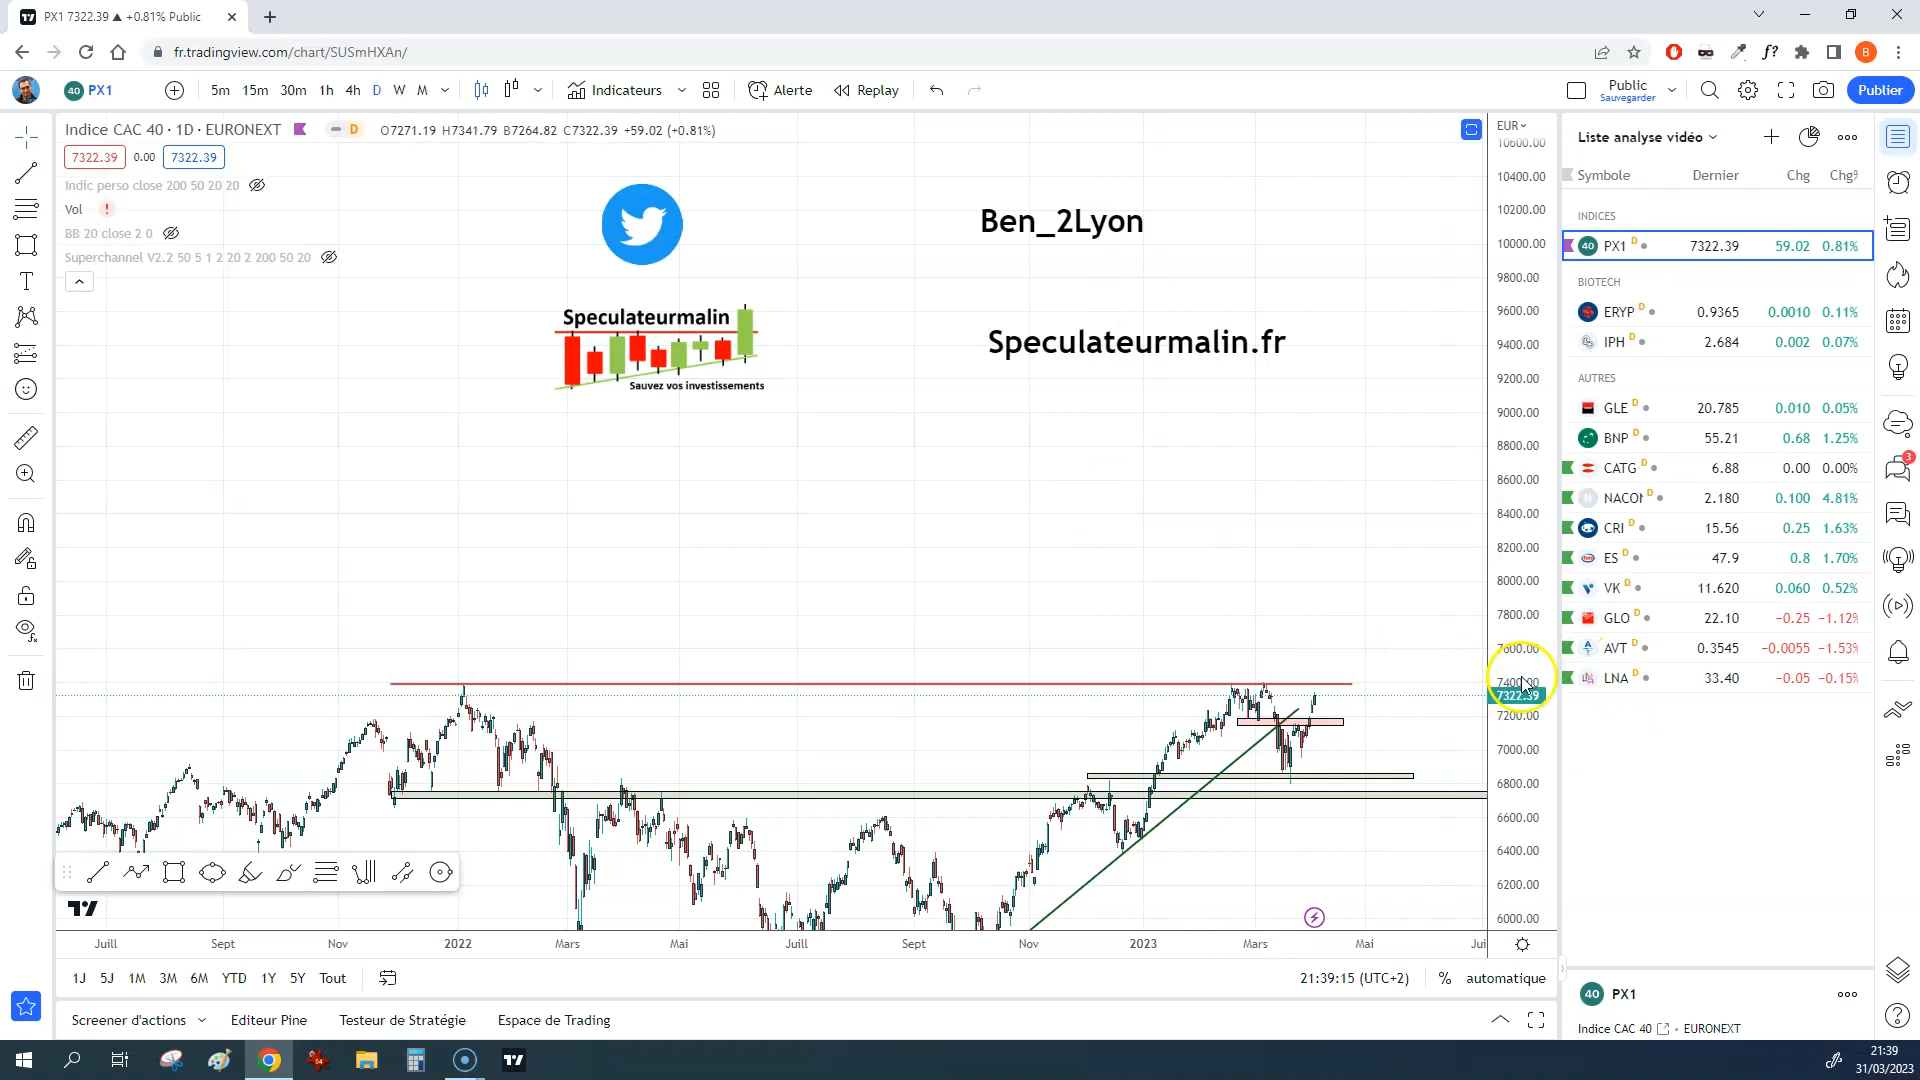 PX1 7322.39 ▲ +0.81% Public
fr.tradingview.com/chart/SUSmHXAn/
f?
B
40 PX1 5m 15m 30m 1h 4h D W M Indicateurs Alerte Replay Public Sauvegarder Publier
Indice CAC 40 · 1D · EURONEXT D O7271.19 H7341.79 B7264.82 C7322.39 +59.02 (+0.81%)
7322.39 0.00 7322.39
Indic perso close 200 50 20 20
Vol !
BB 20 close 2 0
Superchannel V2.2 50 5 1 2 20 2 200 50 20
Ben_2Lyon
Speculateurmalin
Sauvez vos investissements
Speculateurmalin.fr
EUR
10600.00
10400.00
10200.00
10000.00
9800.00
9600.00
9400.00
9200.00
9000.00
8800.00
8600.00
8400.00
8200.00
8000.00
7800.00
7600.00
7400.00
7322.39
7200.00
7000.00
6800.00
6400.00
6200.00
6000.00
Juill Sept Nov 2022 Mars Mai Juill Sept Nov 2023 Mars Mai Jui
1J 5J 1M 3M 6M YTD 1Y 5Y Tout 21:39:15 (UTC+2) % automatique
Screener d'actions Editeur Pine Testeur de Stratégie Espace de Trading
Liste analyse vidéo
Symbole Dernier Chg Chg%
INDICES
40 PX1 D 7322.39 59.02 0.81%
BIOTECH
ERYP D 0.9365 0.0010 0.11%
IPH D 2.684 0.002 0.07%
AUTRES
GLE D 20.785 0.010 0.05%
BNP D 55.21 0.68 1.25%
CATG D 6.88 0.00 0.00%
NACON D 2.180 0.100 4.81%
CRI D 15.56 0.25 1.63%
ES D 47.9 0.8 1.70%
VK D 11.620 0.060 0.52%
GLO D 22.10 −0.25 −1.12%
AVT D 0.3545 −0.0055 −1.53%
LNA D 33.40 −0.05 −0.15%
3
40 PX1
Indice CAC 40 EURONEXT
21:39
31/03/2023